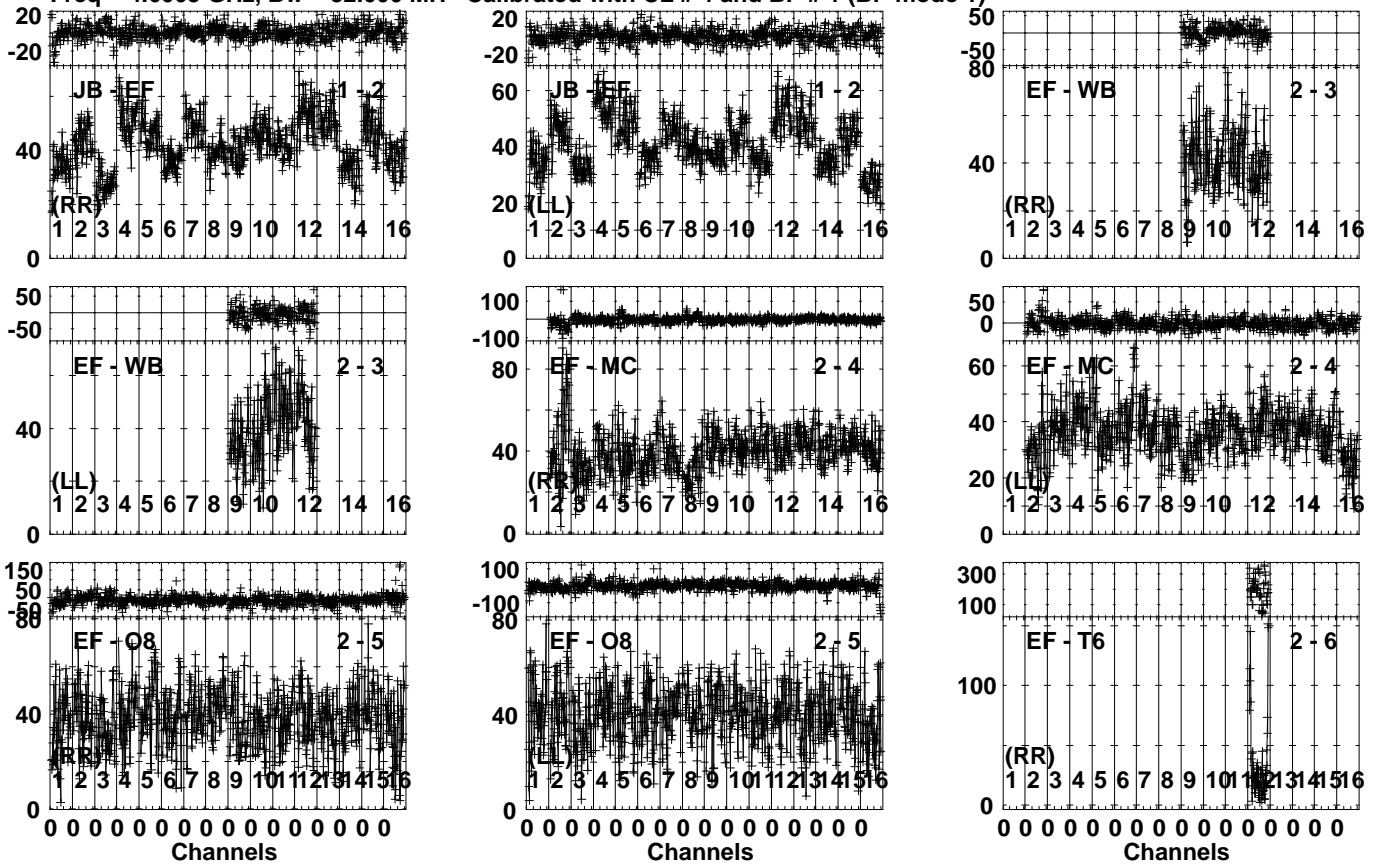 20 20 50
-20 -20 -50
JB - EF 1 - 2 JB - EF 1 - 2 80 EF - WB 2 - 3
60
40 40 40
20
(RR) (LL) (RR)
1 2 3 4 5 6 7 8 9 10 12 14 16 1 2 3 4 5 6 7 8 9 10 12 14 16 1 2 3 4 5 6 7 8 9 10 12 14 16
0 0 0
50 100 50
-50 -100 0
EF - WB 2 - 3 EF - MC 2 - 4 EF - MC 2 - 4
80 60
40 40 40
20
(LL) (RR) (LL)
1 2 3 4 5 6 7 8 9 10 12 14 16 1 2 3 4 5 6 7 8 9 10 12 14 16 1 2 3 4 5 6 7 8 9 10 12 14 16
0 0 0
150 100 300
50
-50 -100 100
80 EF - O8 2 - 5 80 EF - O8 2 - 5 EF - T6 2 - 6
40 40 100
(RR) (LL) (RR)
1 2 3 4 5 6 7 8 9 10 11 12 13 14 15 16 1 2 3 4 5 6 7 8 9 10 11 12 13 14 15 16 1 2 3 4 5 6 7 8 9 10 11 12 13 14 15 16
0 0 0
0 0 0 0 0 0 0 0 0 0 0 0 0 0 0 0 0 0 0 0 0 0 0 0 0 0 0 0 0 0 0 0 0 0 0 0 0 0 0 0 0 0 0 0 0 0 0 0
Channels Channels Channels